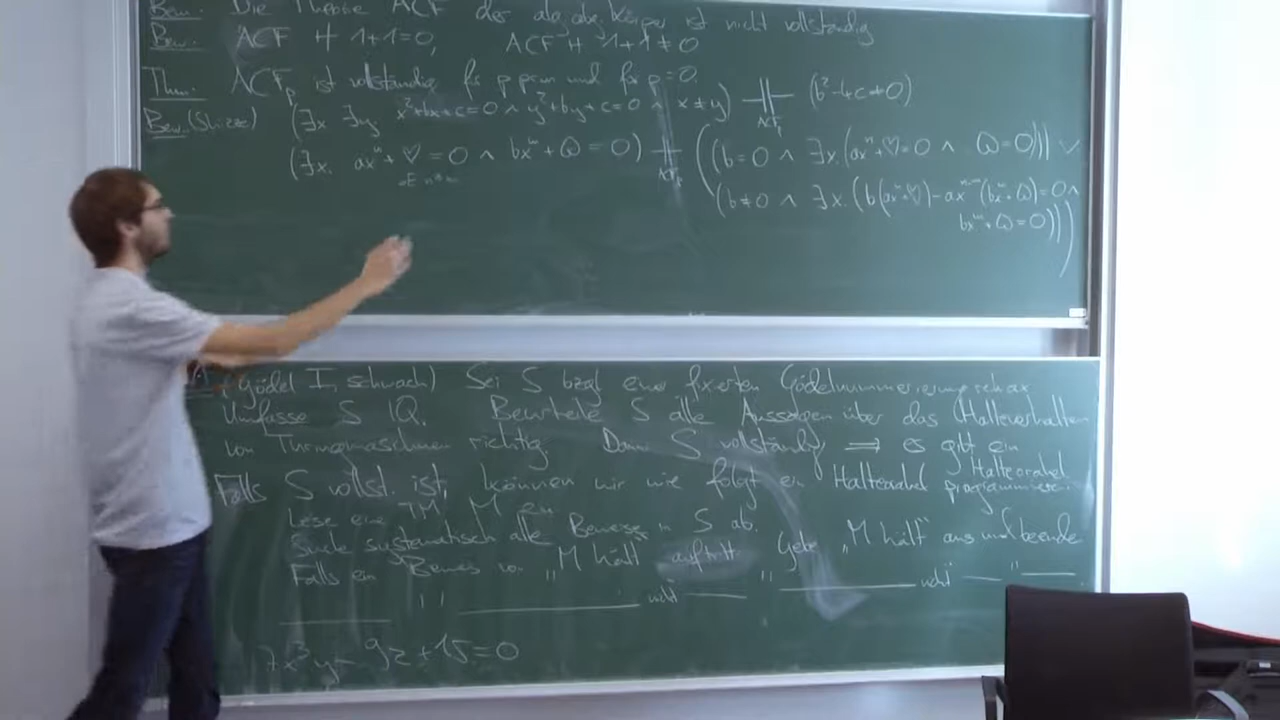 Bem. Die Theorie ACF der alg. abg. Körper ist nicht vollständig
Bew. ACF ⊬ 1+1=0, ACF ⊬ 1+1≠0
Thm. ACF_p ist vollständig für p prim und für p=0.
Bew. (Skizze) (∃x ∃y. x²+bx+c=0 ∧ y²+by+c=0 ∧ x≠y) ⊣⊢ (b²-4c≠0)
ACF_p
(∃x. ax^n+♡=0 ∧ bx^m+♤=0) ⊣⊢ ((b=0 ∧ ∃x.(ax^n+♡=0 ∧ ♤=0)) ∨
ACF_p
(b≠0 ∧ ∃x.(b(ax^n+♡)-ax^{n-m}(bx^m+♤)=0 ∧
bx^m+♤=0)))
(Gödel I, schwach) Sei S bzgl. einer fixierten Gödelnummerierung
Umfasse S Q. Beurteile S alle Aussagen über das Halteverhalten
von Turingmaschinen richtig. Dann S vollständig ⟹ es gibt ein
Halteorakel
Falls S vollst. ist, können wir wie folgt ein Halteorakel programmieren
Lese eine TM M ein
Suche systematisch alle Beweise in S ab.
Falls ein Beweis von „M hält" auftritt Gebe „M hält" aus und beende
" ——— nicht —— " ——— nicht — " —
7x³y - 9z+15=0